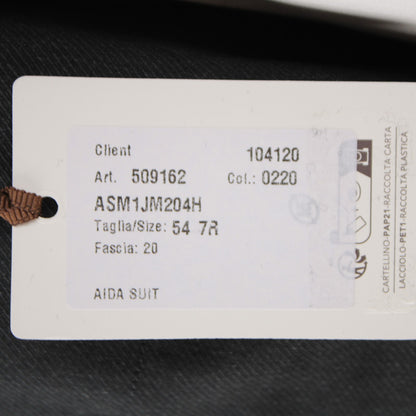 Client 104120
Art. 509162 Col.: 0220
ASM1JM204H
Taglia/Size: 54 7R
Fascia: 20
AIDA SUIT
CARTELLINO-PAP21-RACCOLTA CARTA
LACCIOLO-PET1-RACCOLTA PLASTICA